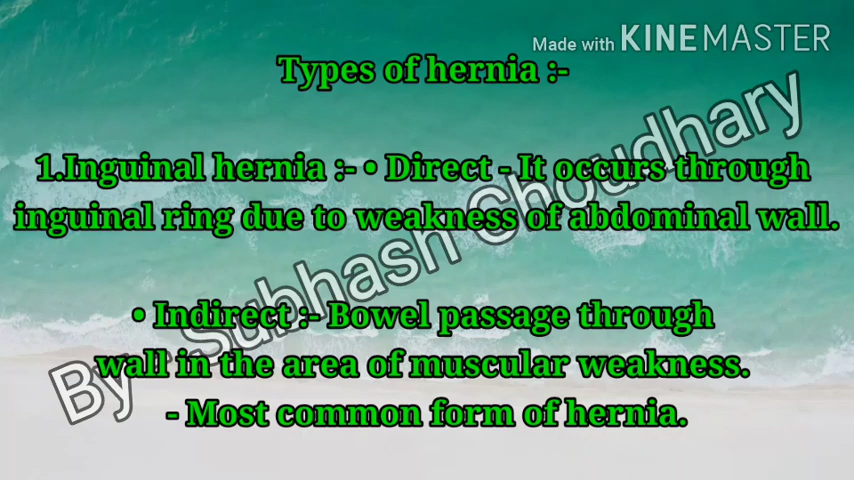 Made with KINEMASTER
Types of hernia :-
1.Inguinal hernia :- • Direct - It occurs through
inguinal ring due to weakness of abdominal wall.
• Indirect :- Bowel passage through
wall in the area of muscular weakness.
- Most common form of hernia.
By Subhash Choudhary